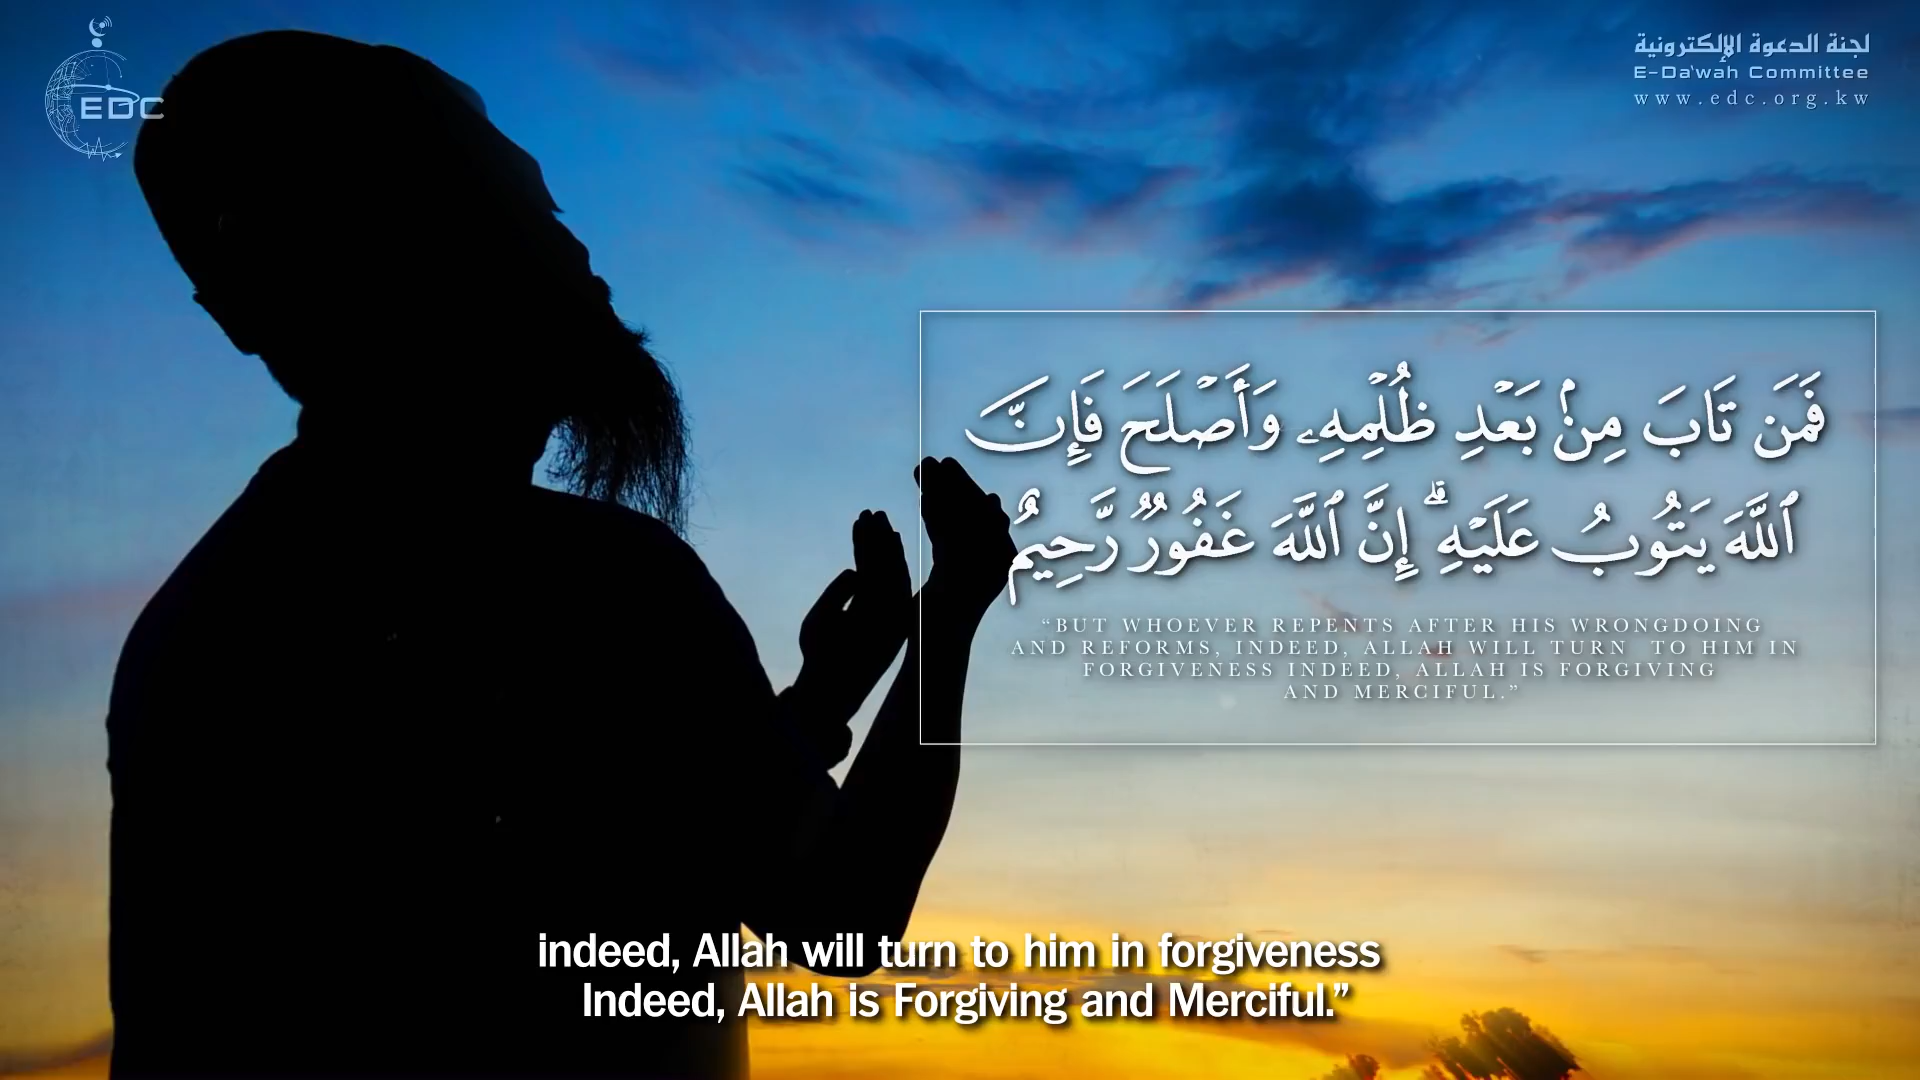 EDC
لجنة الدعوة الإلكترونية
E-Da'wah Committee
www.edc.org.kw
فَمَن تَابَ مِنۢ بَعْدِ ظُلْمِهِۦ وَأَصْلَحَ فَإِنَّ
ٱللَّهَ يَتُوبُ عَلَيْهِ ۗ إِنَّ ٱللَّهَ غَفُورٌ رَّحِيمٌ
“BUT WHOEVER REPENTS AFTER HIS WRONGDOING
AND REFORMS, INDEED, ALLAH WILL TURN TO HIM IN
FORGIVENESS INDEED, ALLAH IS FORGIVING
AND MERCIFUL.”
indeed, Allah will turn to him in forgiveness
Indeed, Allah is Forgiving and Merciful.”